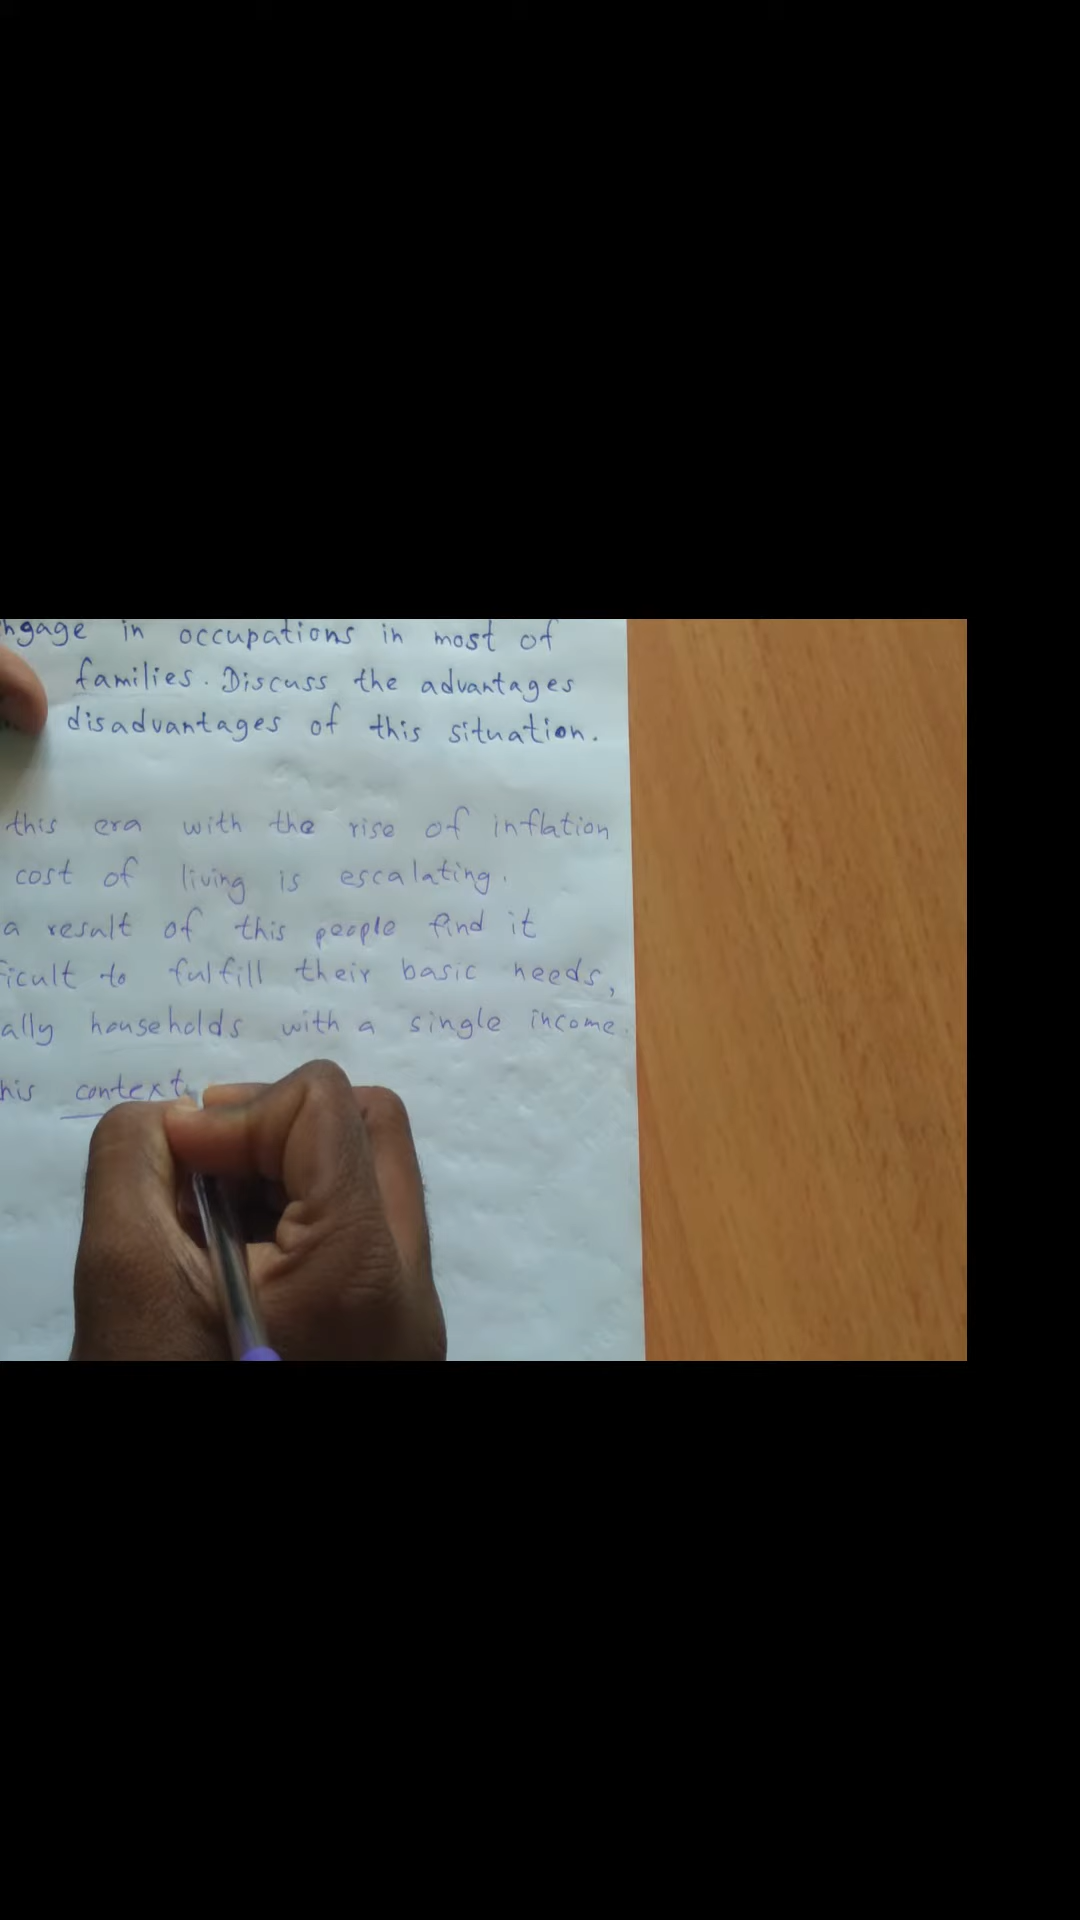 ngage in occupations in most of
families. Discuss the advantages
disadvantages of this situation.
this era with the rise of inflation
cost of living is escalating.
a result of this people find it
ficult to fulfill their basic needs,
ally households with a single income.
his context